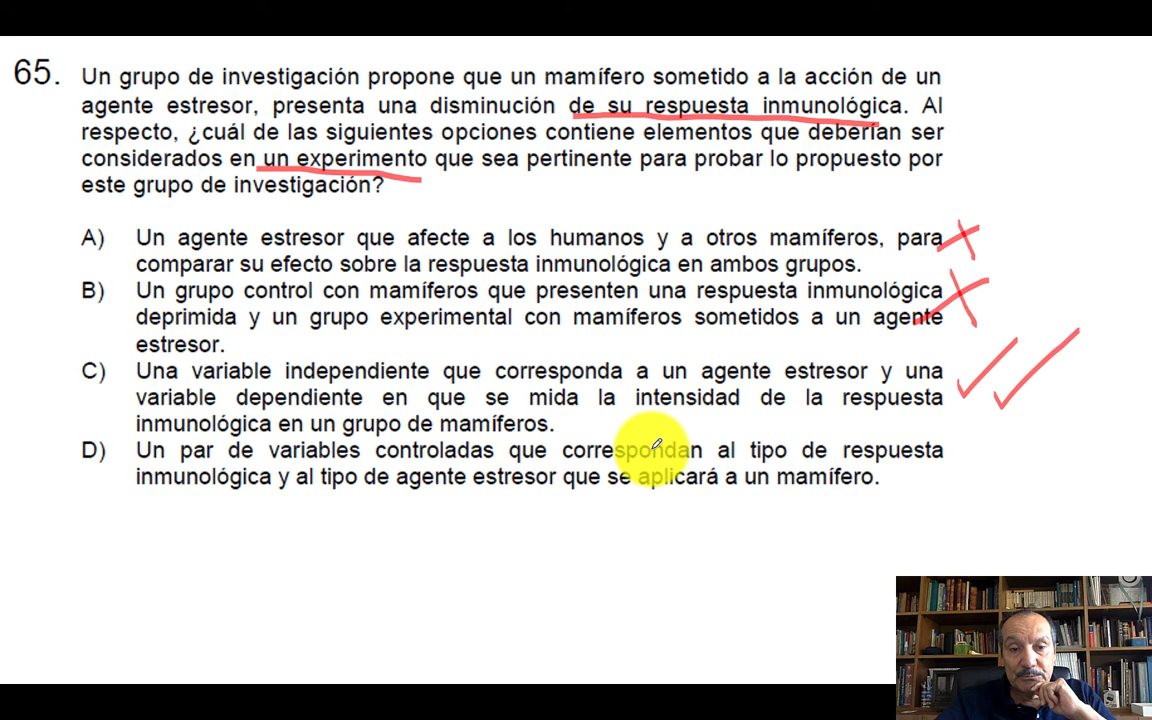 65. Un grupo de investigación propone que un mamífero sometido a la acción de un
agente estresor, presenta una disminución de su respuesta inmunológica. Al
respecto, ¿cuál de las siguientes opciones contiene elementos que deberían ser
considerados en un experimento que sea pertinente para probar lo propuesto por
este grupo de investigación?
A) Un agente estresor que afecte a los humanos y a otros mamíferos, para
comparar su efecto sobre la respuesta inmunológica en ambos grupos.
B) Un grupo control con mamíferos que presenten una respuesta inmunológica
deprimida y un grupo experimental con mamíferos sometidos a un agente
estresor.
C) Una variable independiente que corresponda a un agente estresor y una
variable dependiente en que se mida la intensidad de la respuesta
inmunológica en un grupo de mamíferos.
D) Un par de variables controladas que correspondan al tipo de respuesta
inmunológica y al tipo de agente estresor que se aplicará a un mamífero.